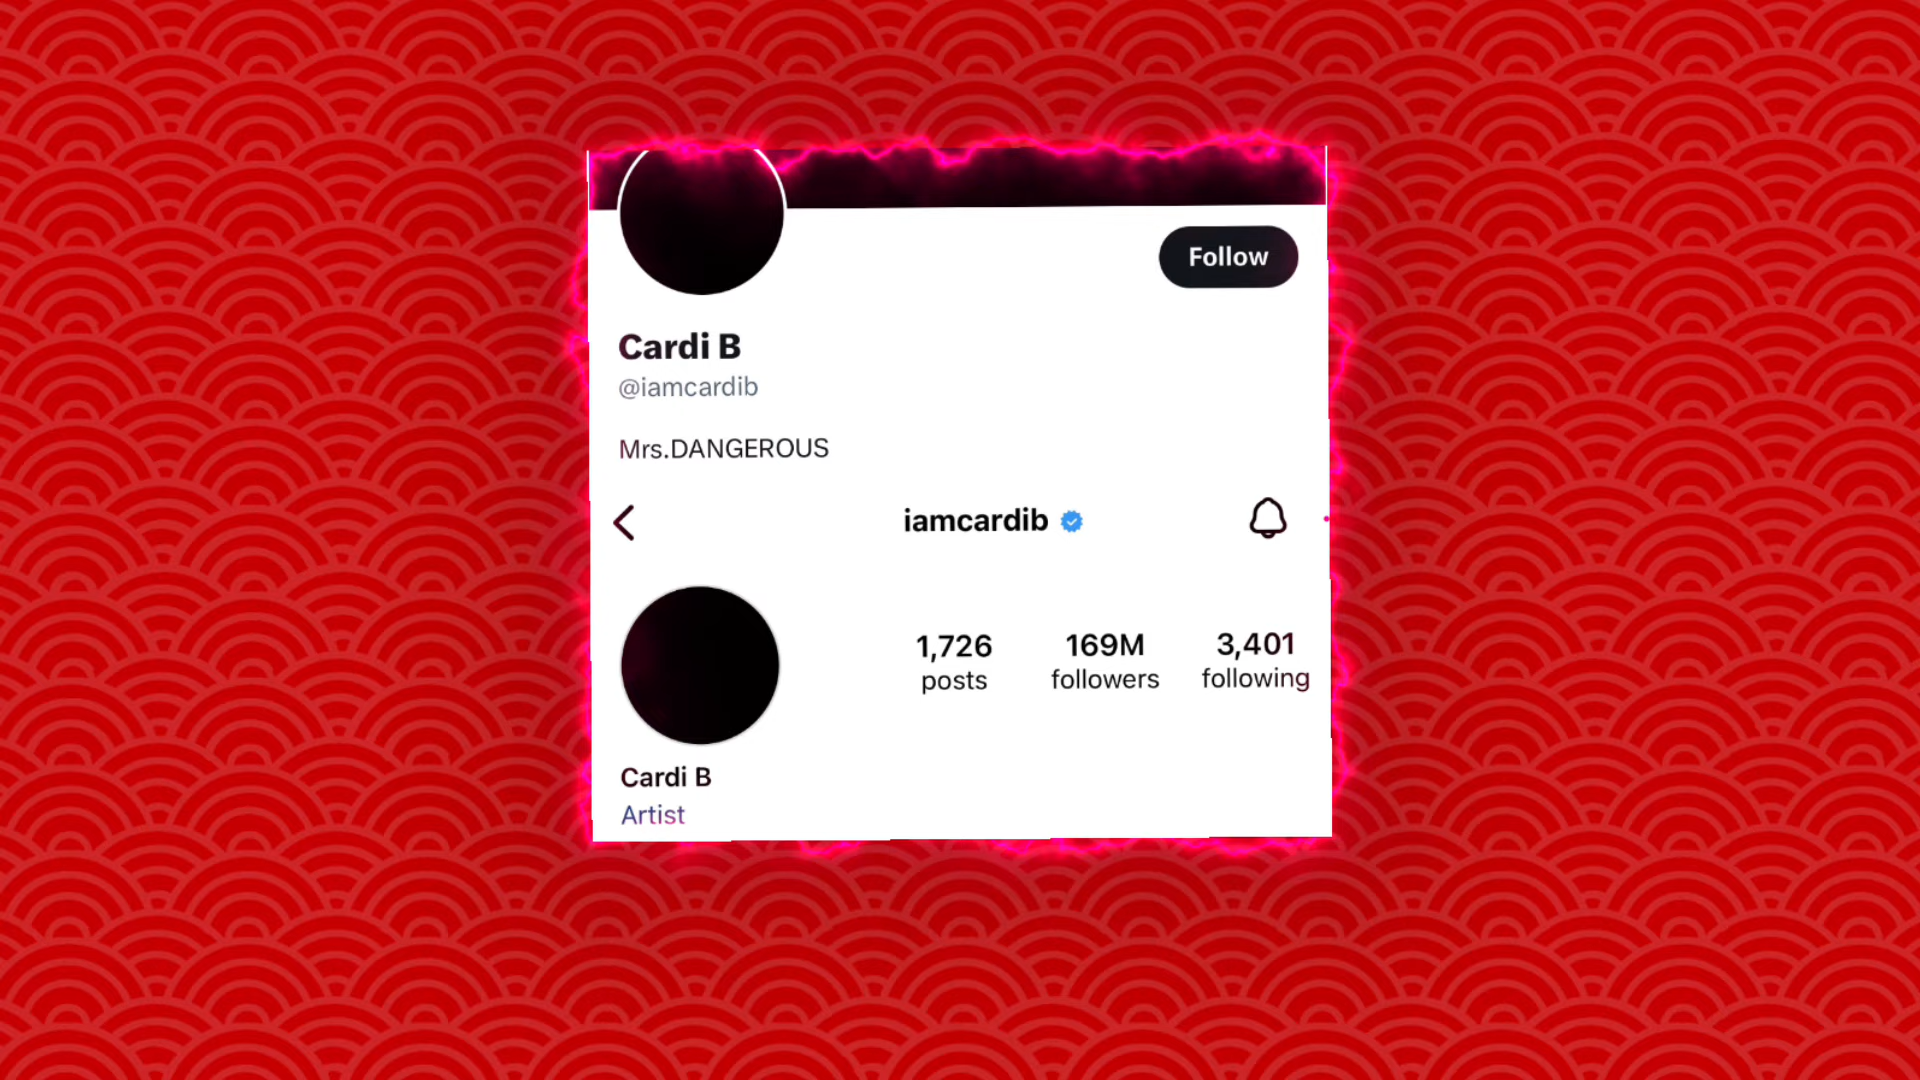 Follow
Cardi B
@iamcardib
Mrs.DANGEROUS
iamcardib
1,726 169M 3,401
posts followers following
Cardi B
Artist